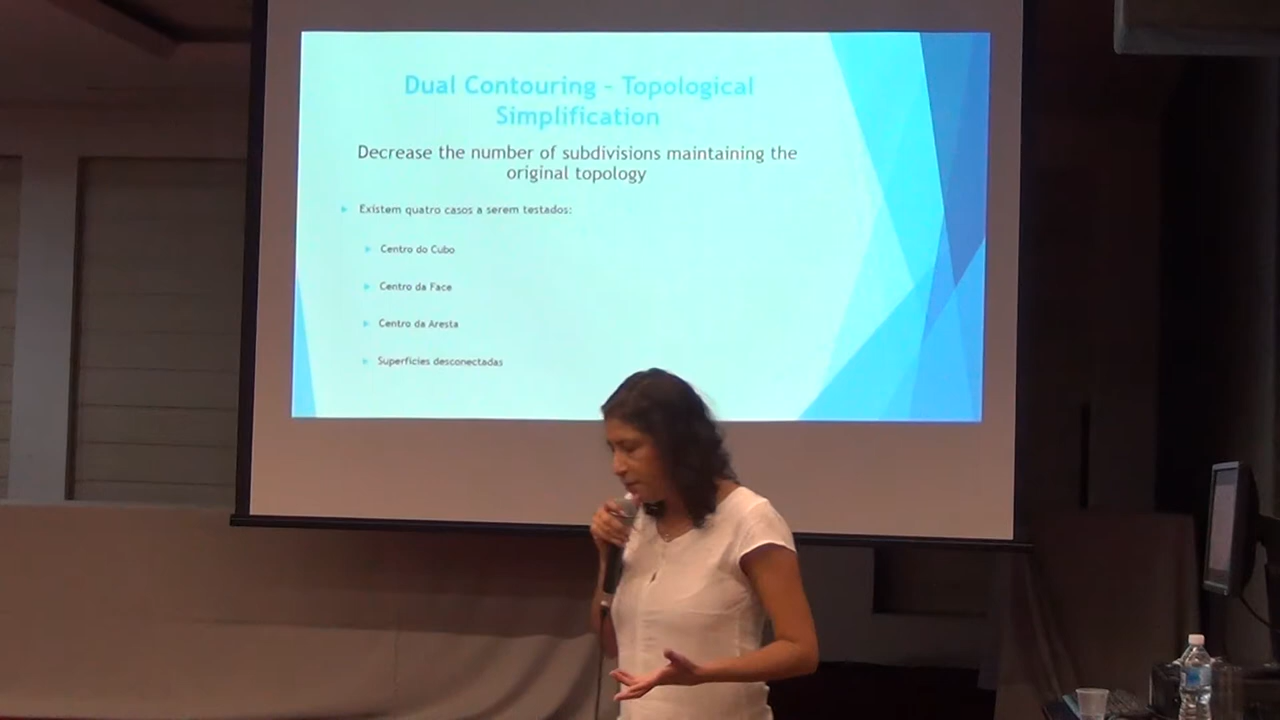 Dual Contouring – Topological
Simplification
Decrease the number of subdivisions maintaining the
original topology
Existem quatro casos a serem testados:
Centro do Cubo
Centro da Face
Centro da Aresta
Superfícies desconectadas